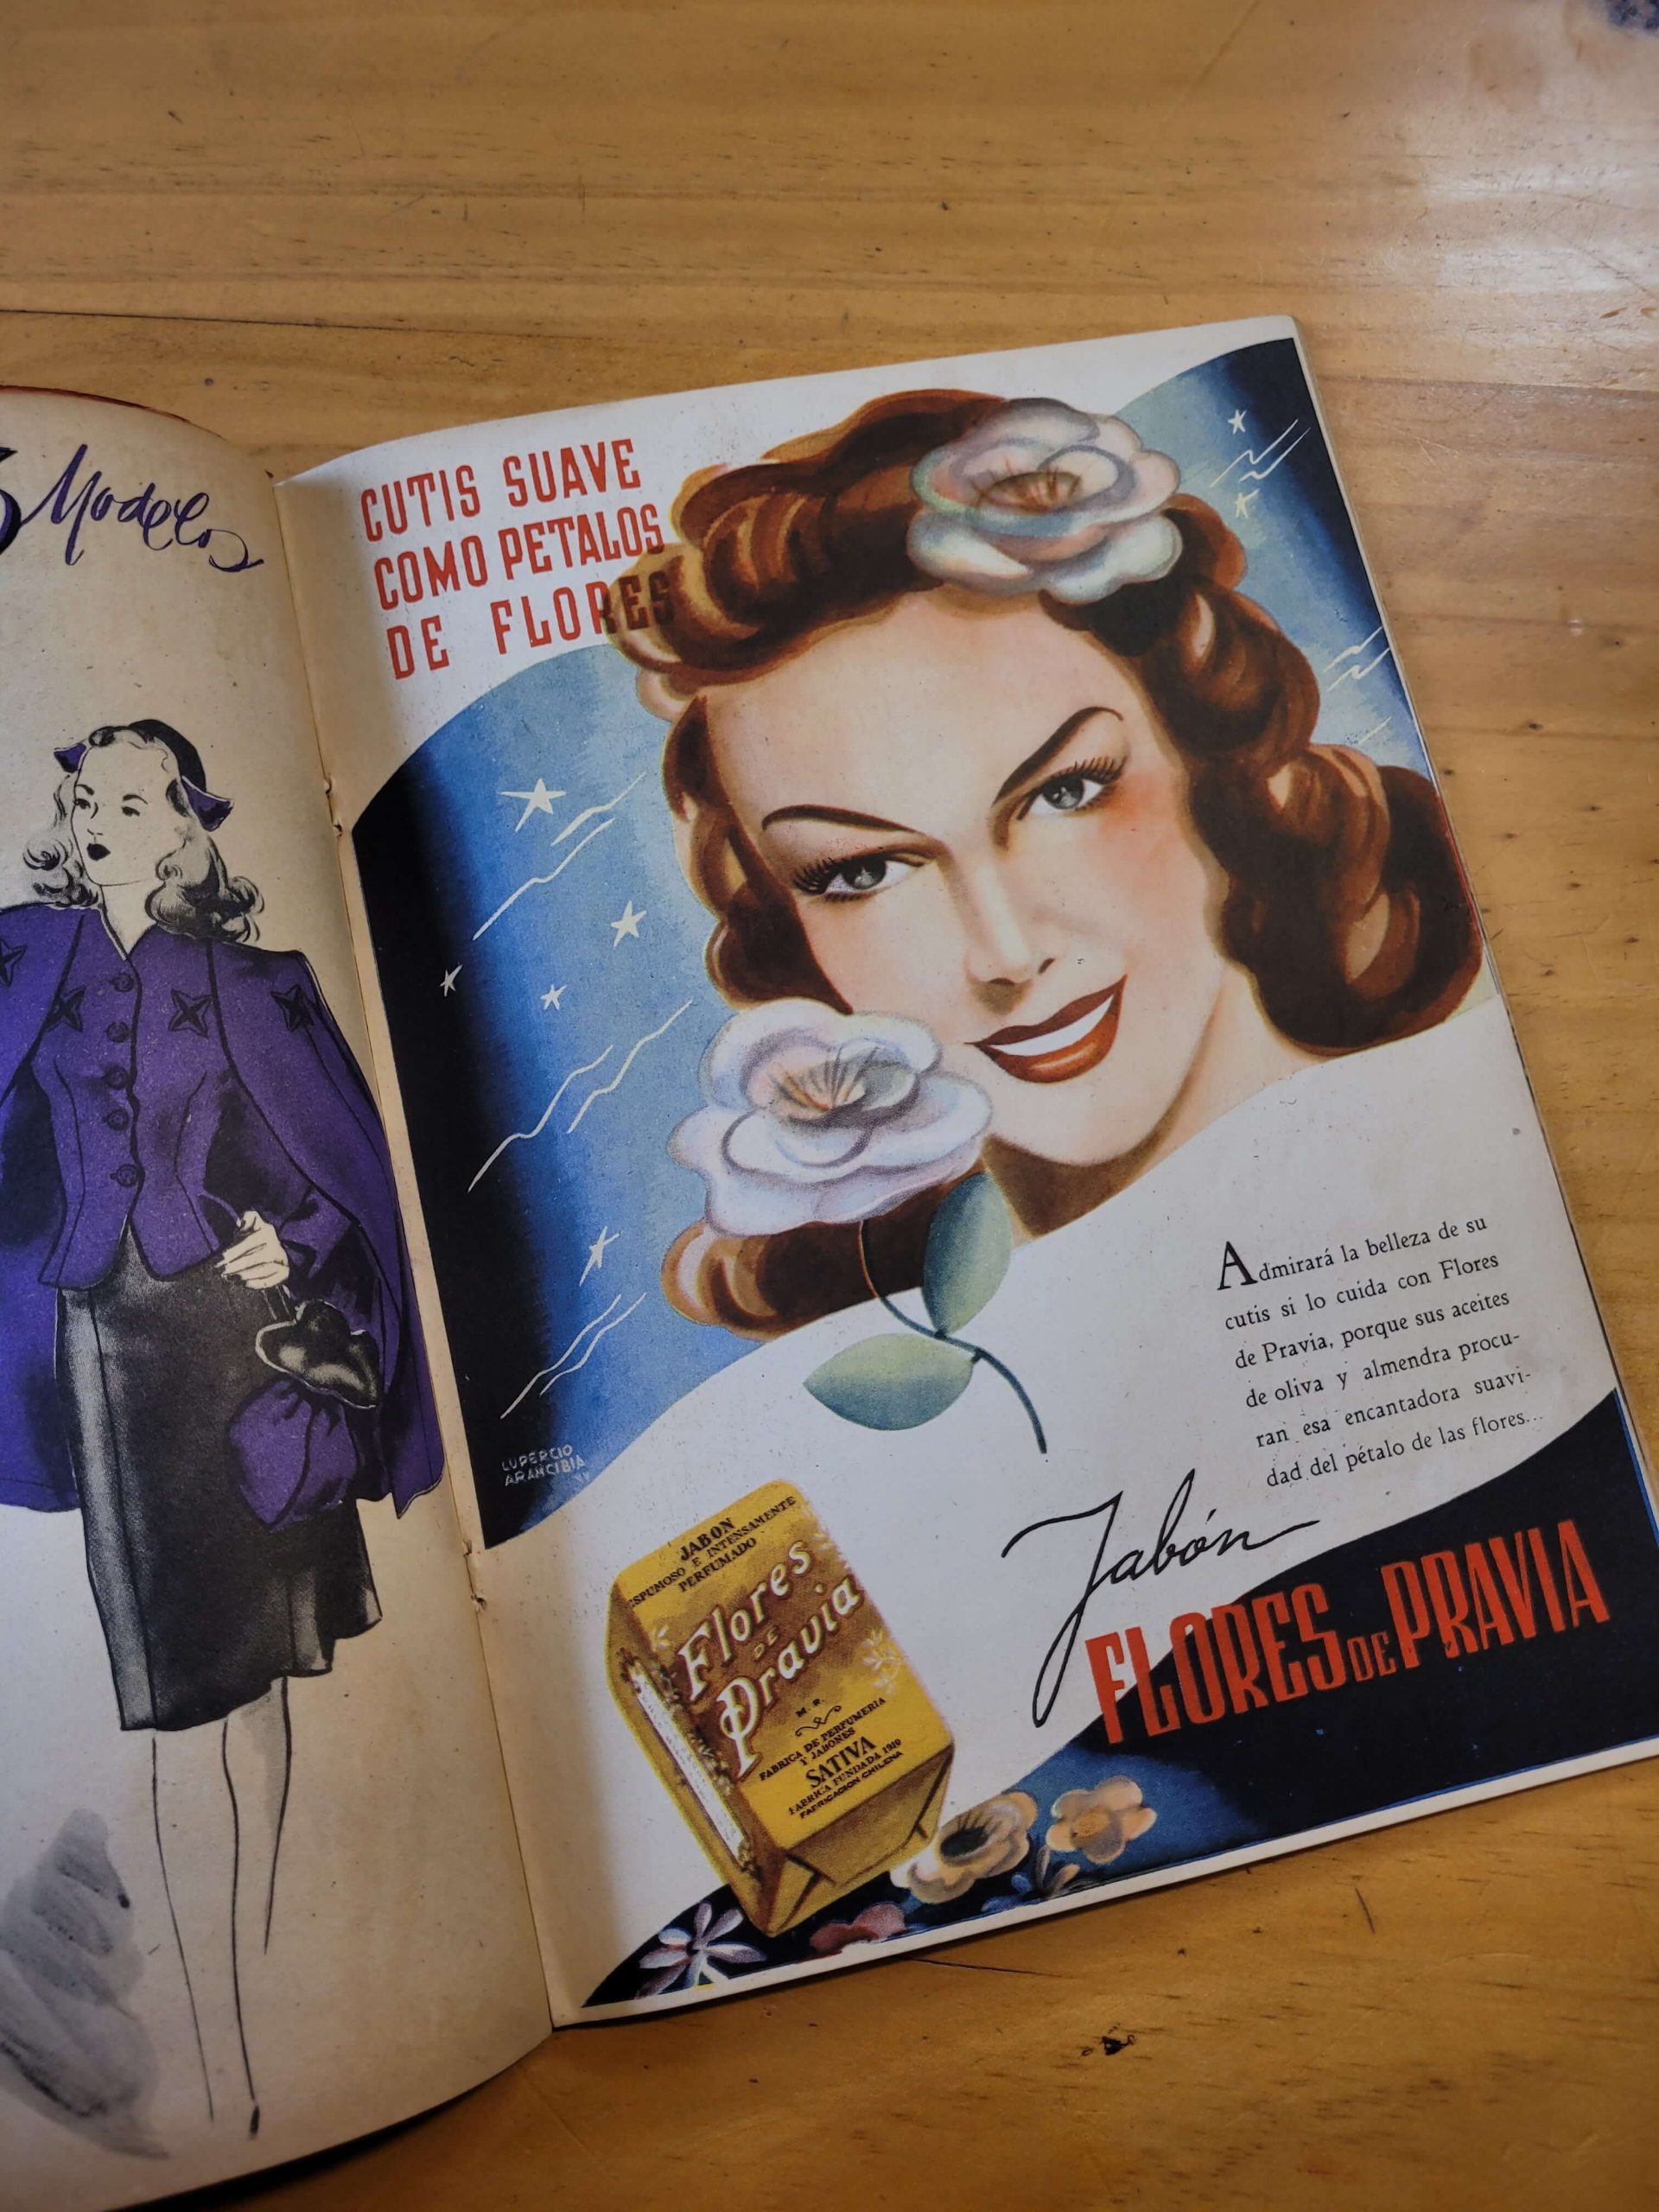 Modelos
CUTIS SUAVE
COMO PETALOS
DE FLORES
LUPERCIO
ARANCIBIA
Admirará la belleza de su
cutis si lo cuida con Flores
de Pravia, porque sus aceites
de oliva y almendra procu-
ran esa encantadora suavi-
dad del pétalo de las flores...
Jabón
FLORES DE PRAVIA
JABON
ESPUMOSO E INTENSAMENTE
PERFUMADO
Flores
DE
Pravia
M. R.
FABRICA DE PERFUMERIA
Y JABONES
SATIVA
FABRICA FUNDADA 1910
FABRICACION CHILENA